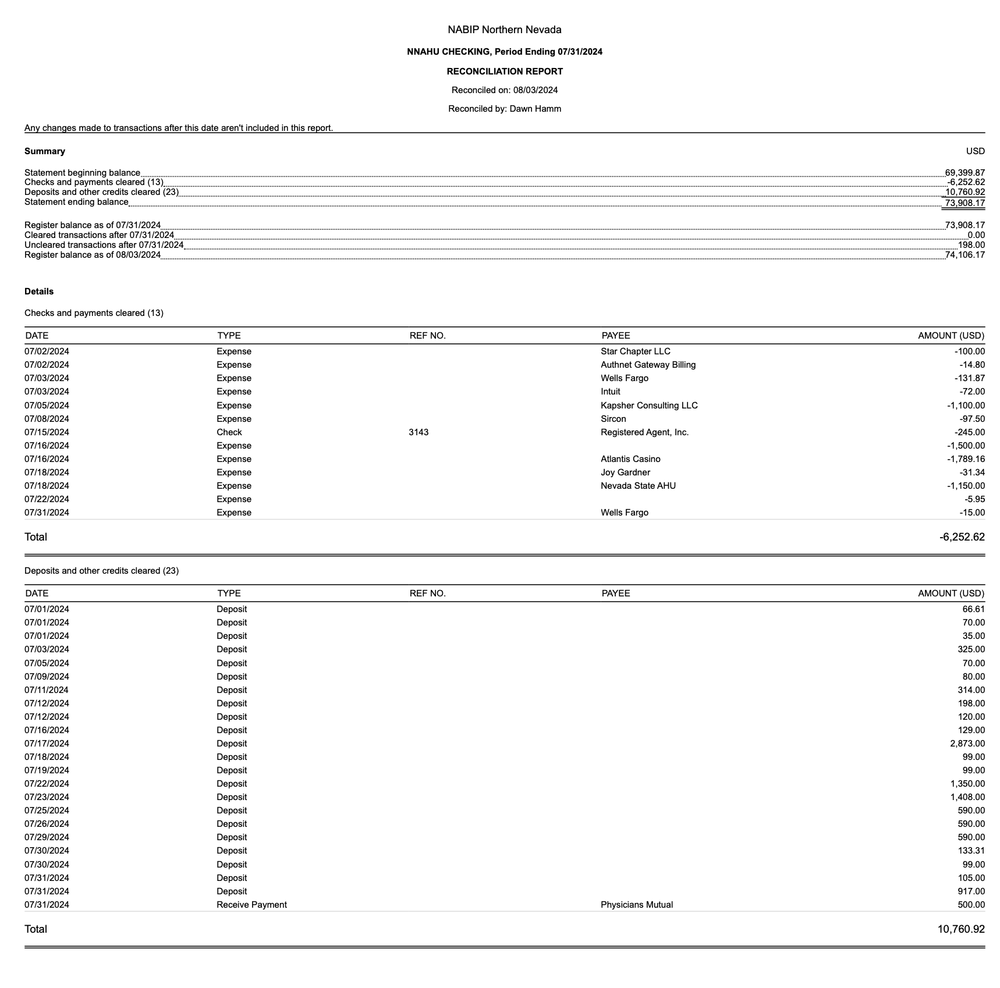 NABIP Northern Nevada
NNAHU CHECKING, Period Ending 07/31/2024
RECONCILIATION REPORT
Reconciled on: 08/03/2024
Reconciled by: Dawn Hamm
Any changes made to transactions after this date aren't included in this report.
Summary USD
Statement beginning balance 69,399.87
Checks and payments cleared (13) -6,252.62
Deposits and other credits cleared (23) 10,760.92
Statement ending balance 73,908.17
Register balance as of 07/31/2024 73,908.17
Cleared transactions after 07/31/2024 0.00
Uncleared transactions after 07/31/2024 198.00
Register balance as of 08/03/2024 74,106.17
Details
Checks and payments cleared (13)
DATE TYPE REF NO. PAYEE AMOUNT (USD)
07/02/2024 Expense Star Chapter LLC -100.00
07/02/2024 Expense Authnet Gateway Billing -14.80
07/03/2024 Expense Wells Fargo -131.87
07/03/2024 Expense Intuit -72.00
07/05/2024 Expense Kapsher Consulting LLC -1,100.00
07/08/2024 Expense Sircon -97.50
07/15/2024 Check 3143 Registered Agent, Inc. -245.00
07/16/2024 Expense -1,500.00
07/16/2024 Expense Atlantis Casino -1,789.16
07/18/2024 Expense Joy Gardner -31.34
07/18/2024 Expense Nevada State AHU -1,150.00
07/22/2024 Expense -5.95
07/31/2024 Expense Wells Fargo -15.00
Total -6,252.62
Deposits and other credits cleared (23)
DATE TYPE REF NO. PAYEE AMOUNT (USD)
07/01/2024 Deposit 66.61
07/01/2024 Deposit 70.00
07/01/2024 Deposit 35.00
07/03/2024 Deposit 325.00
07/05/2024 Deposit 70.00
07/09/2024 Deposit 80.00
07/11/2024 Deposit 314.00
07/12/2024 Deposit 198.00
07/12/2024 Deposit 120.00
07/16/2024 Deposit 129.00
07/17/2024 Deposit 2,873.00
07/18/2024 Deposit 99.00
07/19/2024 Deposit 99.00
07/22/2024 Deposit 1,350.00
07/23/2024 Deposit 1,408.00
07/25/2024 Deposit 590.00
07/26/2024 Deposit 590.00
07/29/2024 Deposit 590.00
07/30/2024 Deposit 133.31
07/30/2024 Deposit 99.00
07/31/2024 Deposit 105.00
07/31/2024 Deposit 917.00
07/31/2024 Receive Payment Physicians Mutual 500.00
Total 10,760.92